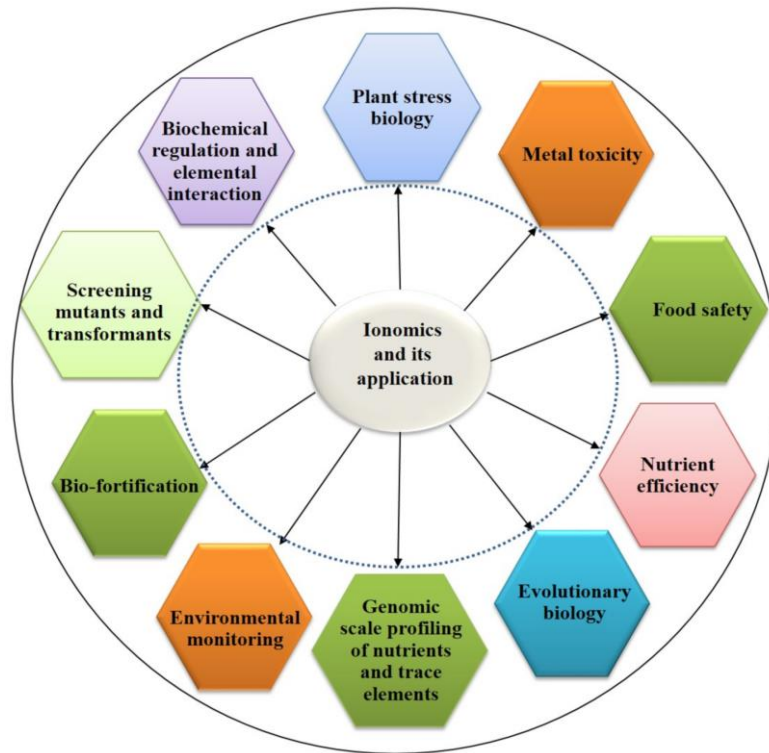 Plant stress
biology
Metal toxicity
Food safety
Nutrient
efficiency
Evolutionary
biology
Genomic
scale profiling
of nutrients
and trace
elements
Environmental
monitoring
Bio-fortification
Screening
mutants and
transformants
Biochemical
regulation and
elemental
interaction
Ionomics
and its
application